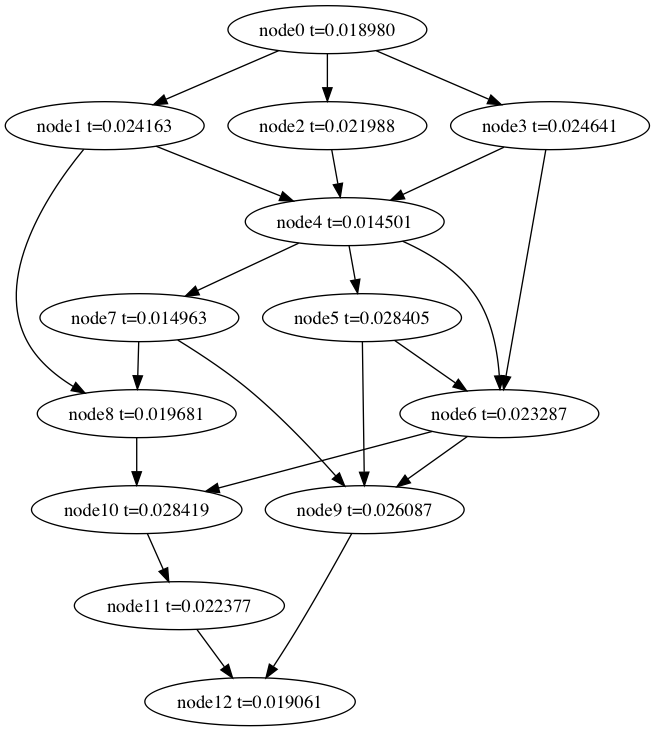 node0 t=0.018980
node1 t=0.024163
node2 t=0.021988
node3 t=0.024641
node4 t=0.014501
node7 t=0.014963
node5 t=0.028405
node8 t=0.019681
node6 t=0.023287
node10 t=0.028419
node9 t=0.026087
node11 t=0.022377
node12 t=0.019061